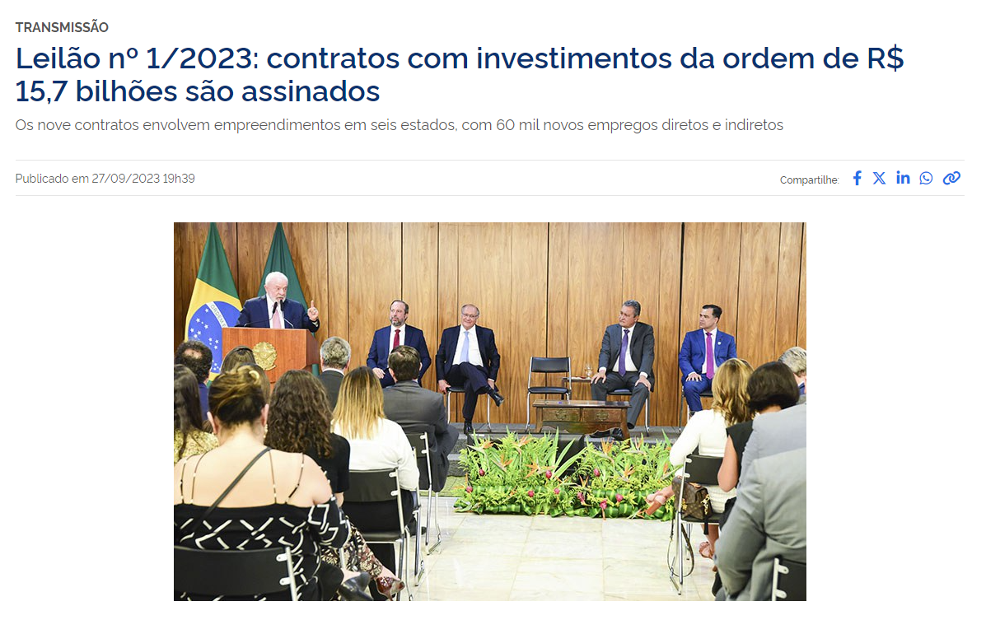 TRANSMISSÃO
Leilão nº 1/2023: contratos com investimentos da ordem de R$
15,7 bilhões são assinados
Os nove contratos envolvem empreendimentos em seis estados, com 60 mil novos empregos diretos e indiretos
Publicado em 27/09/2023 19h39
Compartilhe: